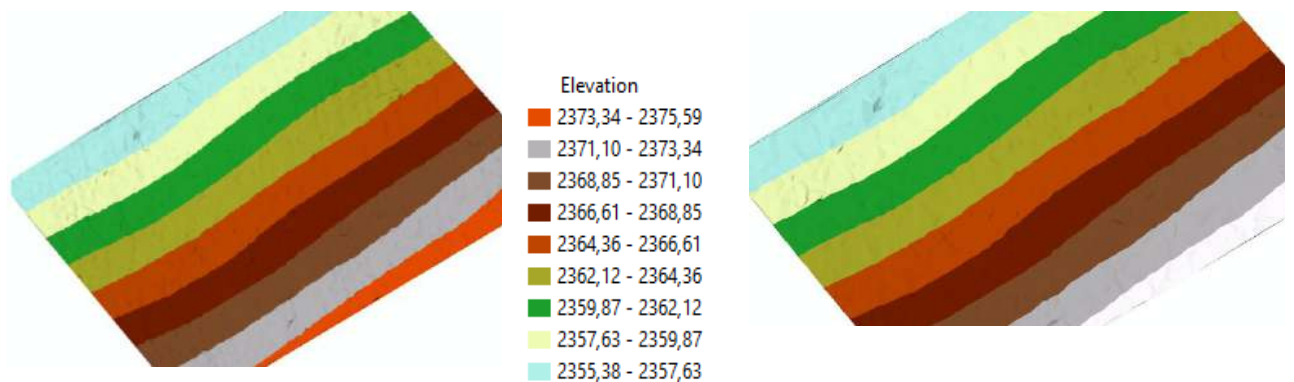 Elevation
2373,34 - 2375,59
2371,10 - 2373,34
2368,85 - 2371,10
2366,61 - 2368,85
2364,36 - 2366,61
2362,12 - 2364,36
2359,87 - 2362,12
2357,63 - 2359,87
2355,38 - 2357,63